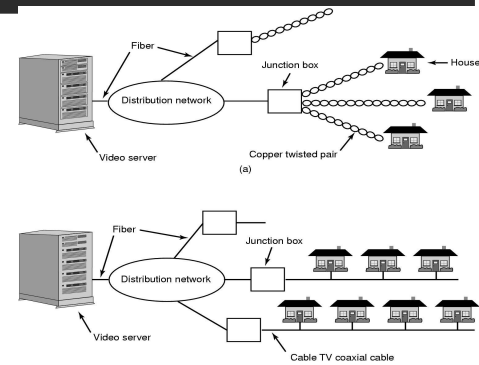 Fiber
House
Junction box
Distribution network
Copper twisted pair
Video server
(a)
Fiber
Junction box
Distribution network
Video server
Cable TV coaxial cable